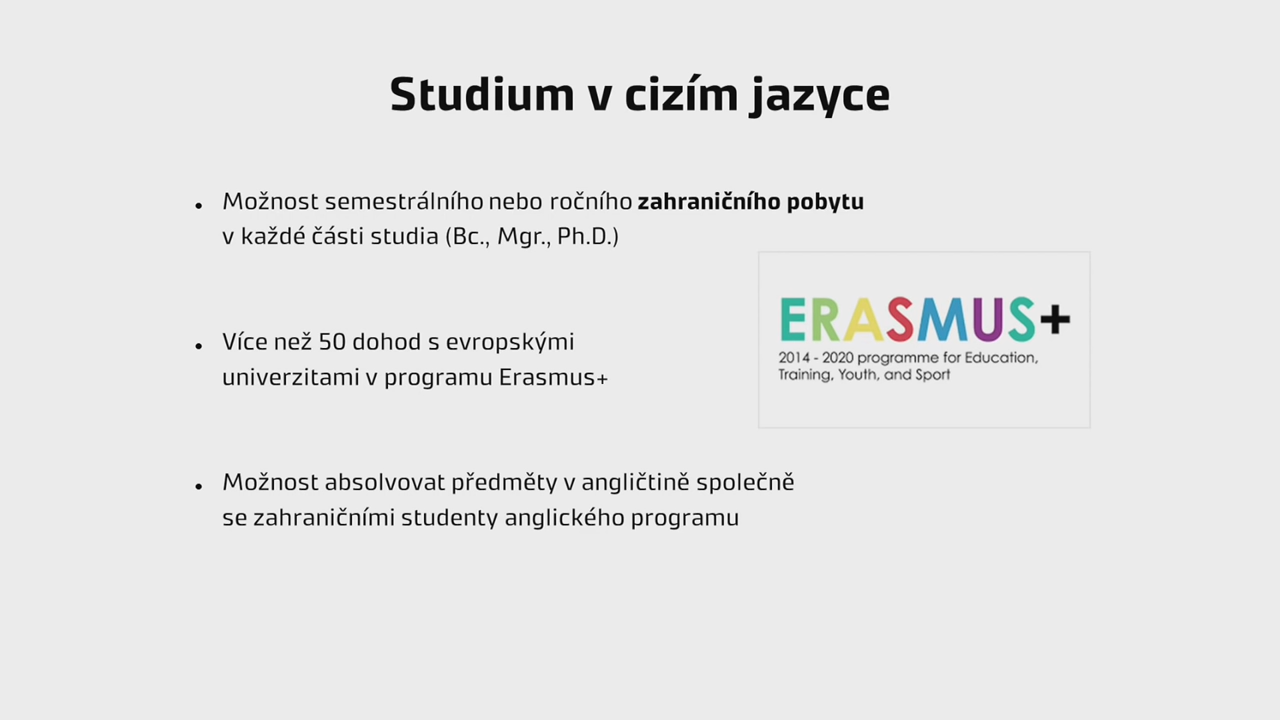 Studium v cizím jazyce
• Možnost semestrálního nebo ročního zahraničního pobytu
v každé části studia (Bc., Mgr., Ph.D.)
• Více než 50 dohod s evropskými
univerzitami v programu Erasmus+
ERASMUS+
2014 - 2020 programme for Education,
Training, Youth, and Sport
• Možnost absolvovat předměty v angličtině společně
se zahraničními studenty anglického programu